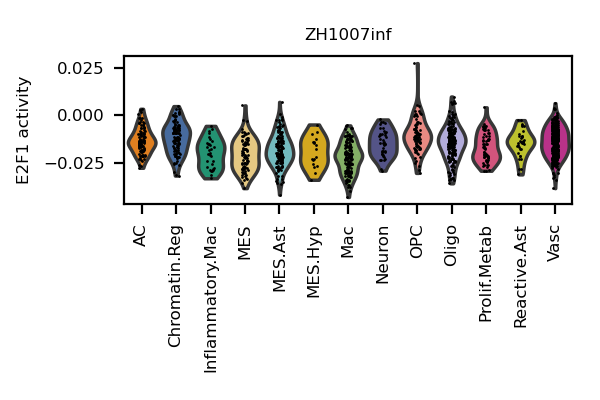 ZH1007inf
E2F1 activity
0.025
0.000
−0.025
AC
Chromatin.Reg
Inflammatory.Mac
MES
MES.Ast
MES.Hyp
Mac
Neuron
OPC
Oligo
Prolif.Metab
Reactive.Ast
Vasc